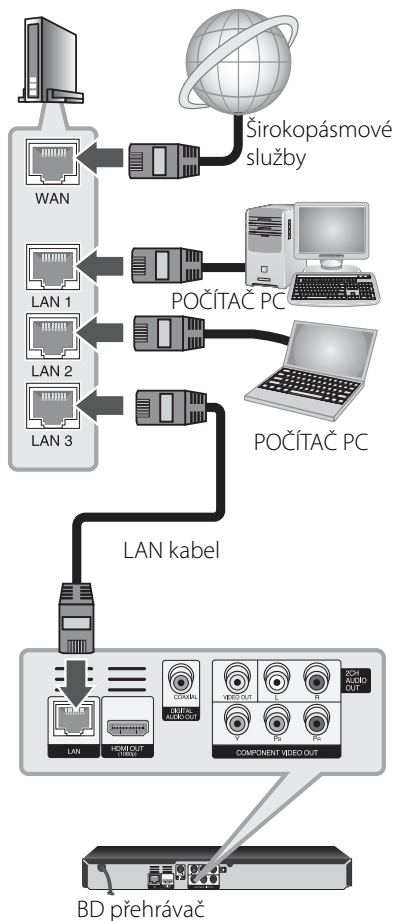 Širokopásmové
služby
WAN
LAN 1
POČÍTAČ PC
LAN 2
LAN 3
POČÍTAČ PC
LAN kabel
COAXIAL
DIGITAL
AUDIO OUT
VIDEO OUT
L
R
2CH
AUDIO
OUT
LAN
HDMI OUT
(1080p)
Y
PB
PR
COMPONENT VIDEO OUT
BD přehrávač